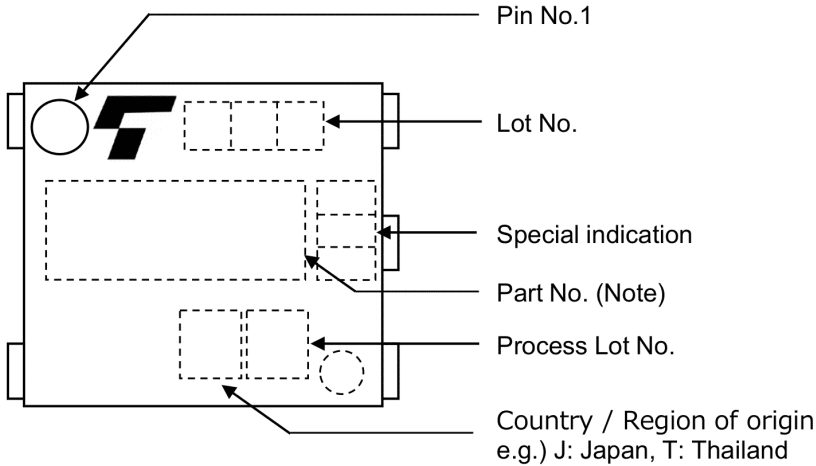 Pin No.1
Lot No.
Special indication
Part No. (Note)
Process Lot No.
Country / Region of origin
e.g.) J: Japan, T: Thailand